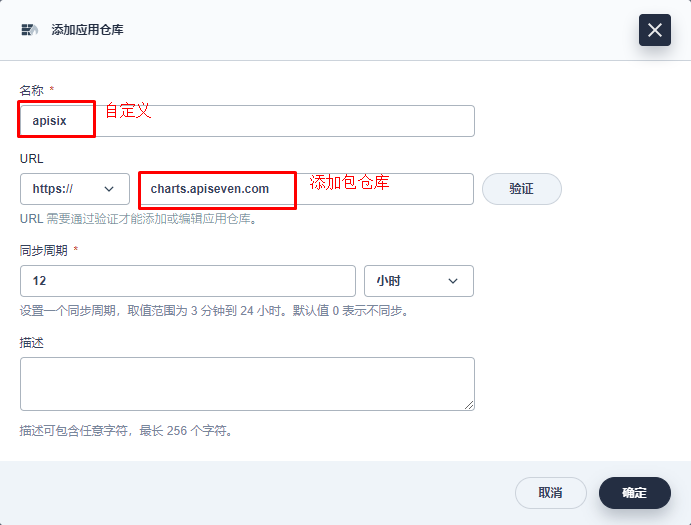 添加应用仓库
名称 *
apisix 自定义
URL
https:// charts.apiseven.com 添加包仓库 验证
URL 需要通过验证才能添加或编辑应用仓库。
同步周期 *
12 小时
设置一个同步周期，取值范围为 3 分钟到 24 小时。默认值 0 表示不同步。
描述
描述可包含任意字符，最长 256 个字符。
取消 确定